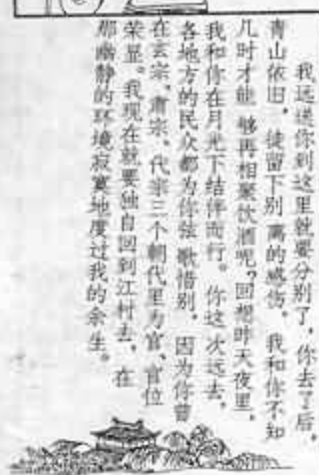 我远送你到这里就要分别了，你去了后，
青山依旧，徒留下别离的感伤。我和你不知
几时才能够再相聚饮酒呢？回想昨天夜里，
我和你在月光下结伴而行。你这次远去，
各地方的民众都为你弦歌惜别，因为你曾
在玄宗、肃宗、代宗三个朝代里为官，官位
荣显。我现在就要独自回到江村去，在
那幽静的环境寂寞地度过我的余生。